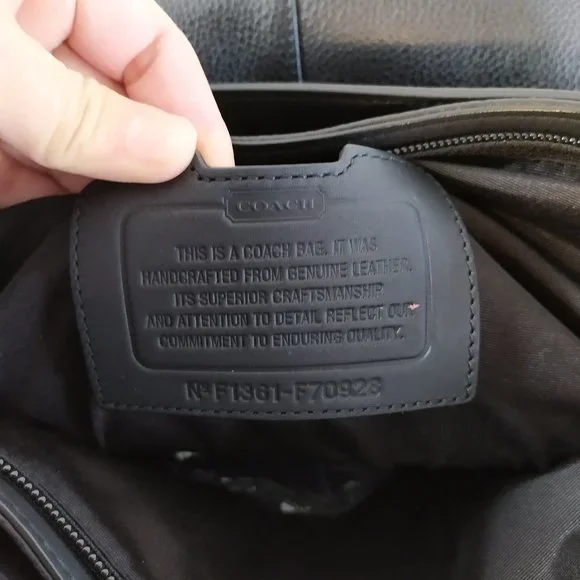 COACH
THIS IS A COACH BAG. IT WAS
HANDCRAFTED FROM GENUINE LEATHER.
ITS SUPERIOR CRAFTSMANSHIP
AND ATTENTION TO DETAIL REFLECT OUR
COMMITMENT TO ENDURING QUALITY.
Nº F1361-F70923